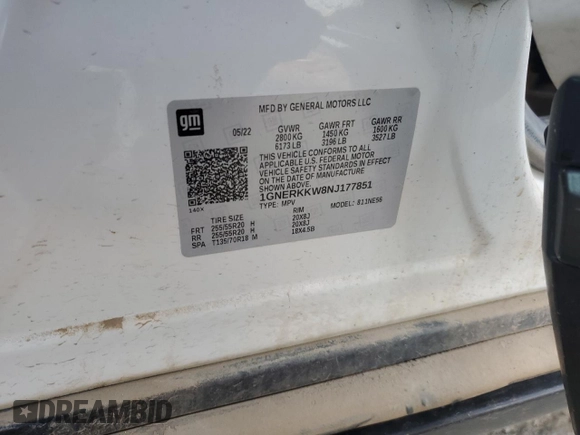 gm
MFD BY GENERAL MOTORS LLC
05/22
GVWR GAWR FRT GAWR RR
2800 KG 1450 KG 1600 KG
6173 LB 3196 LB 3527 LB
THIS VEHICLE CONFORMS TO ALL
APPLICABLE U.S. FEDERAL MOTOR
VEHICLE SAFETY STANDARDS IN EFFECT
ON THE DATE OF MANUFACTURE
SHOWN ABOVE.
1GNERKKW8NJ177851
TYPE: MPV MODEL: 811NE56
140X
TIRE SIZE RIM
FRT 255/55R20 H 20X8J
RR 255/55R20 H 20X8J
SPA T135/70R18 M 18X4.5B
DREAMBID